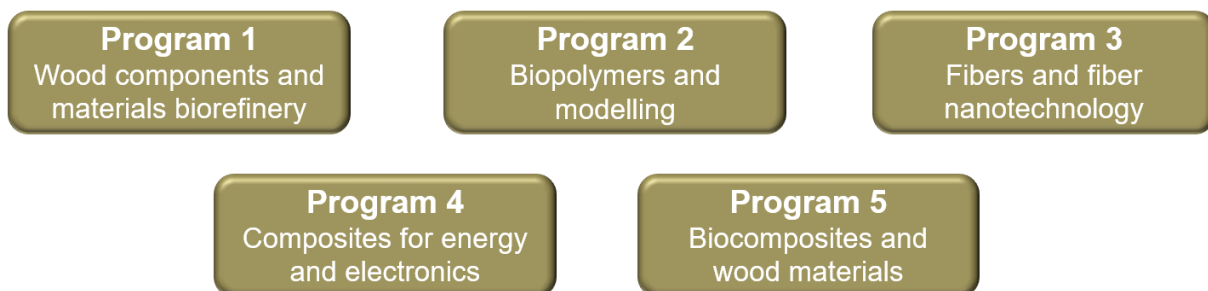 Program 1
Wood components and
materials biorefinery
Program 2
Biopolymers and
modelling
Program 3
Fibers and fiber
nanotechnology
Program 4
Composites for energy
and electronics
Program 5
Biocomposites and
wood materials